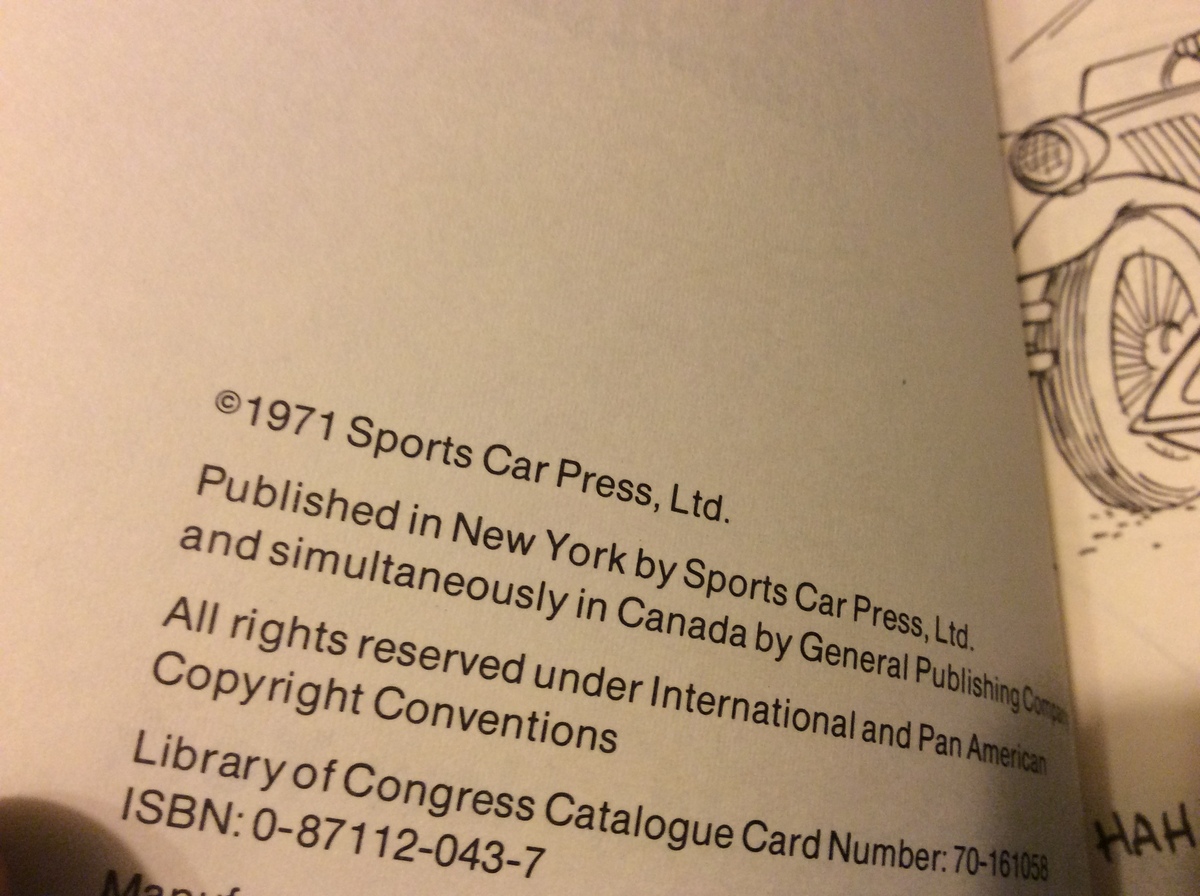 ©1971 Sports Car Press, Ltd.
Published in New York by Sports Car Press, Ltd.
and simultaneously in Canada by General Publishing
All rights reserved under International and Pan American
Copyright Conventions
Library of Congress Catalogue Card Number: 70-161058
ISBN: 0-87112-043-7
HAH